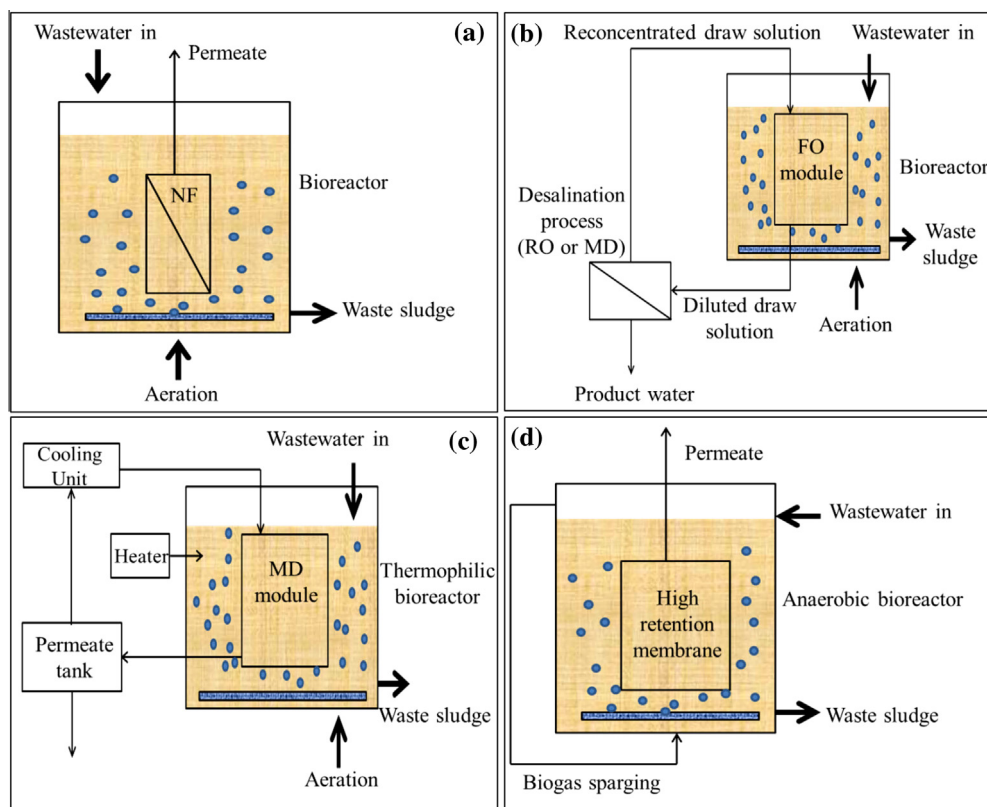 (a)
Wastewater in
Permeate
NF
Bioreactor
Waste sludge
Aeration
(b)
Reconcentrated draw solution
Wastewater in
FO
module
Bioreactor
Desalination
process
(RO or MD)
Waste
sludge
Diluted draw
solution
Aeration
Product water
(c)
Wastewater in
Cooling
Unit
Heater
MD
module
Thermophilic
bioreactor
Permeate
tank
Waste sludge
Aeration
(d)
Permeate
Wastewater in
High
retention
membrane
Anaerobic bioreactor
Waste sludge
Biogas sparging